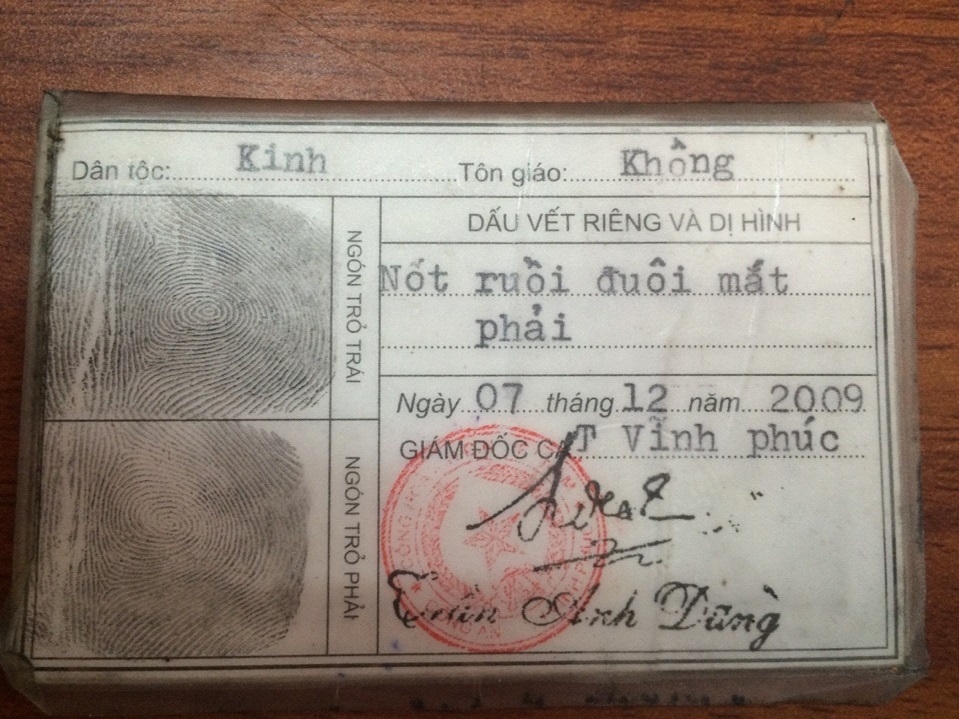 Dân tộc: Kinh Tôn giáo: Không
DẤU VẾT RIÊNG VÀ DỊ HÌNH
NGÓN TRỎ TRÁI
Nốt ruồi đuôi mắt
phải
Ngày 07 tháng 12 năm 2009
GIÁM ĐỐC CA T Vĩnh phúc
NGÓN TRỎ PHẢI
Trần Anh Dũng